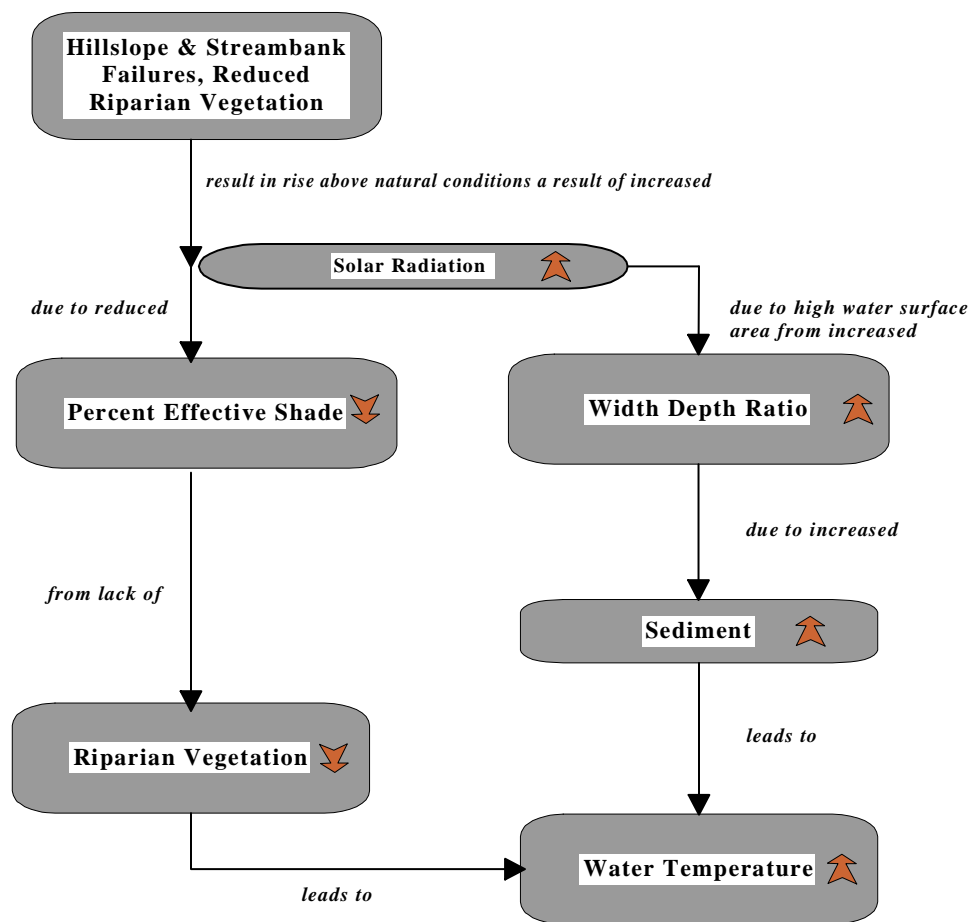 Hillslope & Streambank
Failures, Reduced
Riparian Vegetation
result in rise above natural conditions a result of increased
Solar Radiation
due to reduced
due to high water surface
area from increased
Percent Effective Shade
Width Depth Ratio
due to increased
from lack of
Sediment
leads to
Riparian Vegetation
Water Temperature
leads to